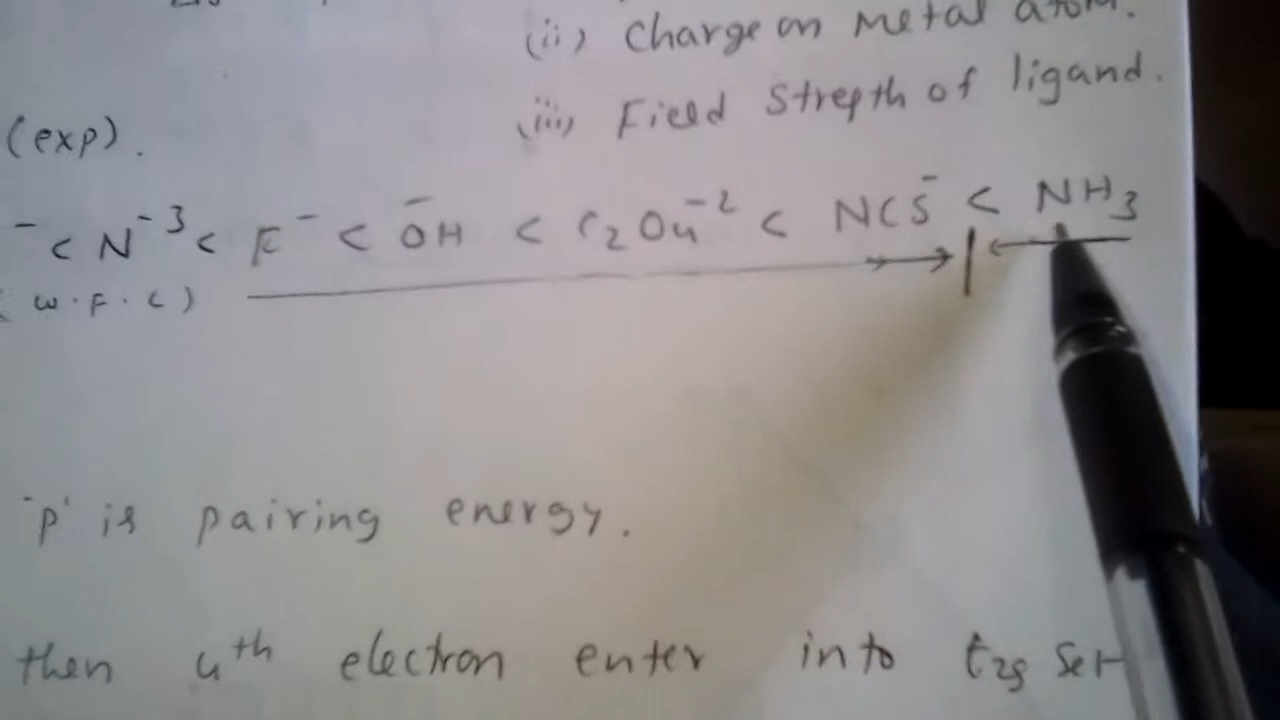 (ii) charge on metal atom.
(iii) Field Strepth of ligand.
(exp).
- < N-3 < F- < ŌH < C2O4-2 < NCS- < NH3
( W.F.L)
'p' is pairing energy.
then 4th electron enter into t2g set